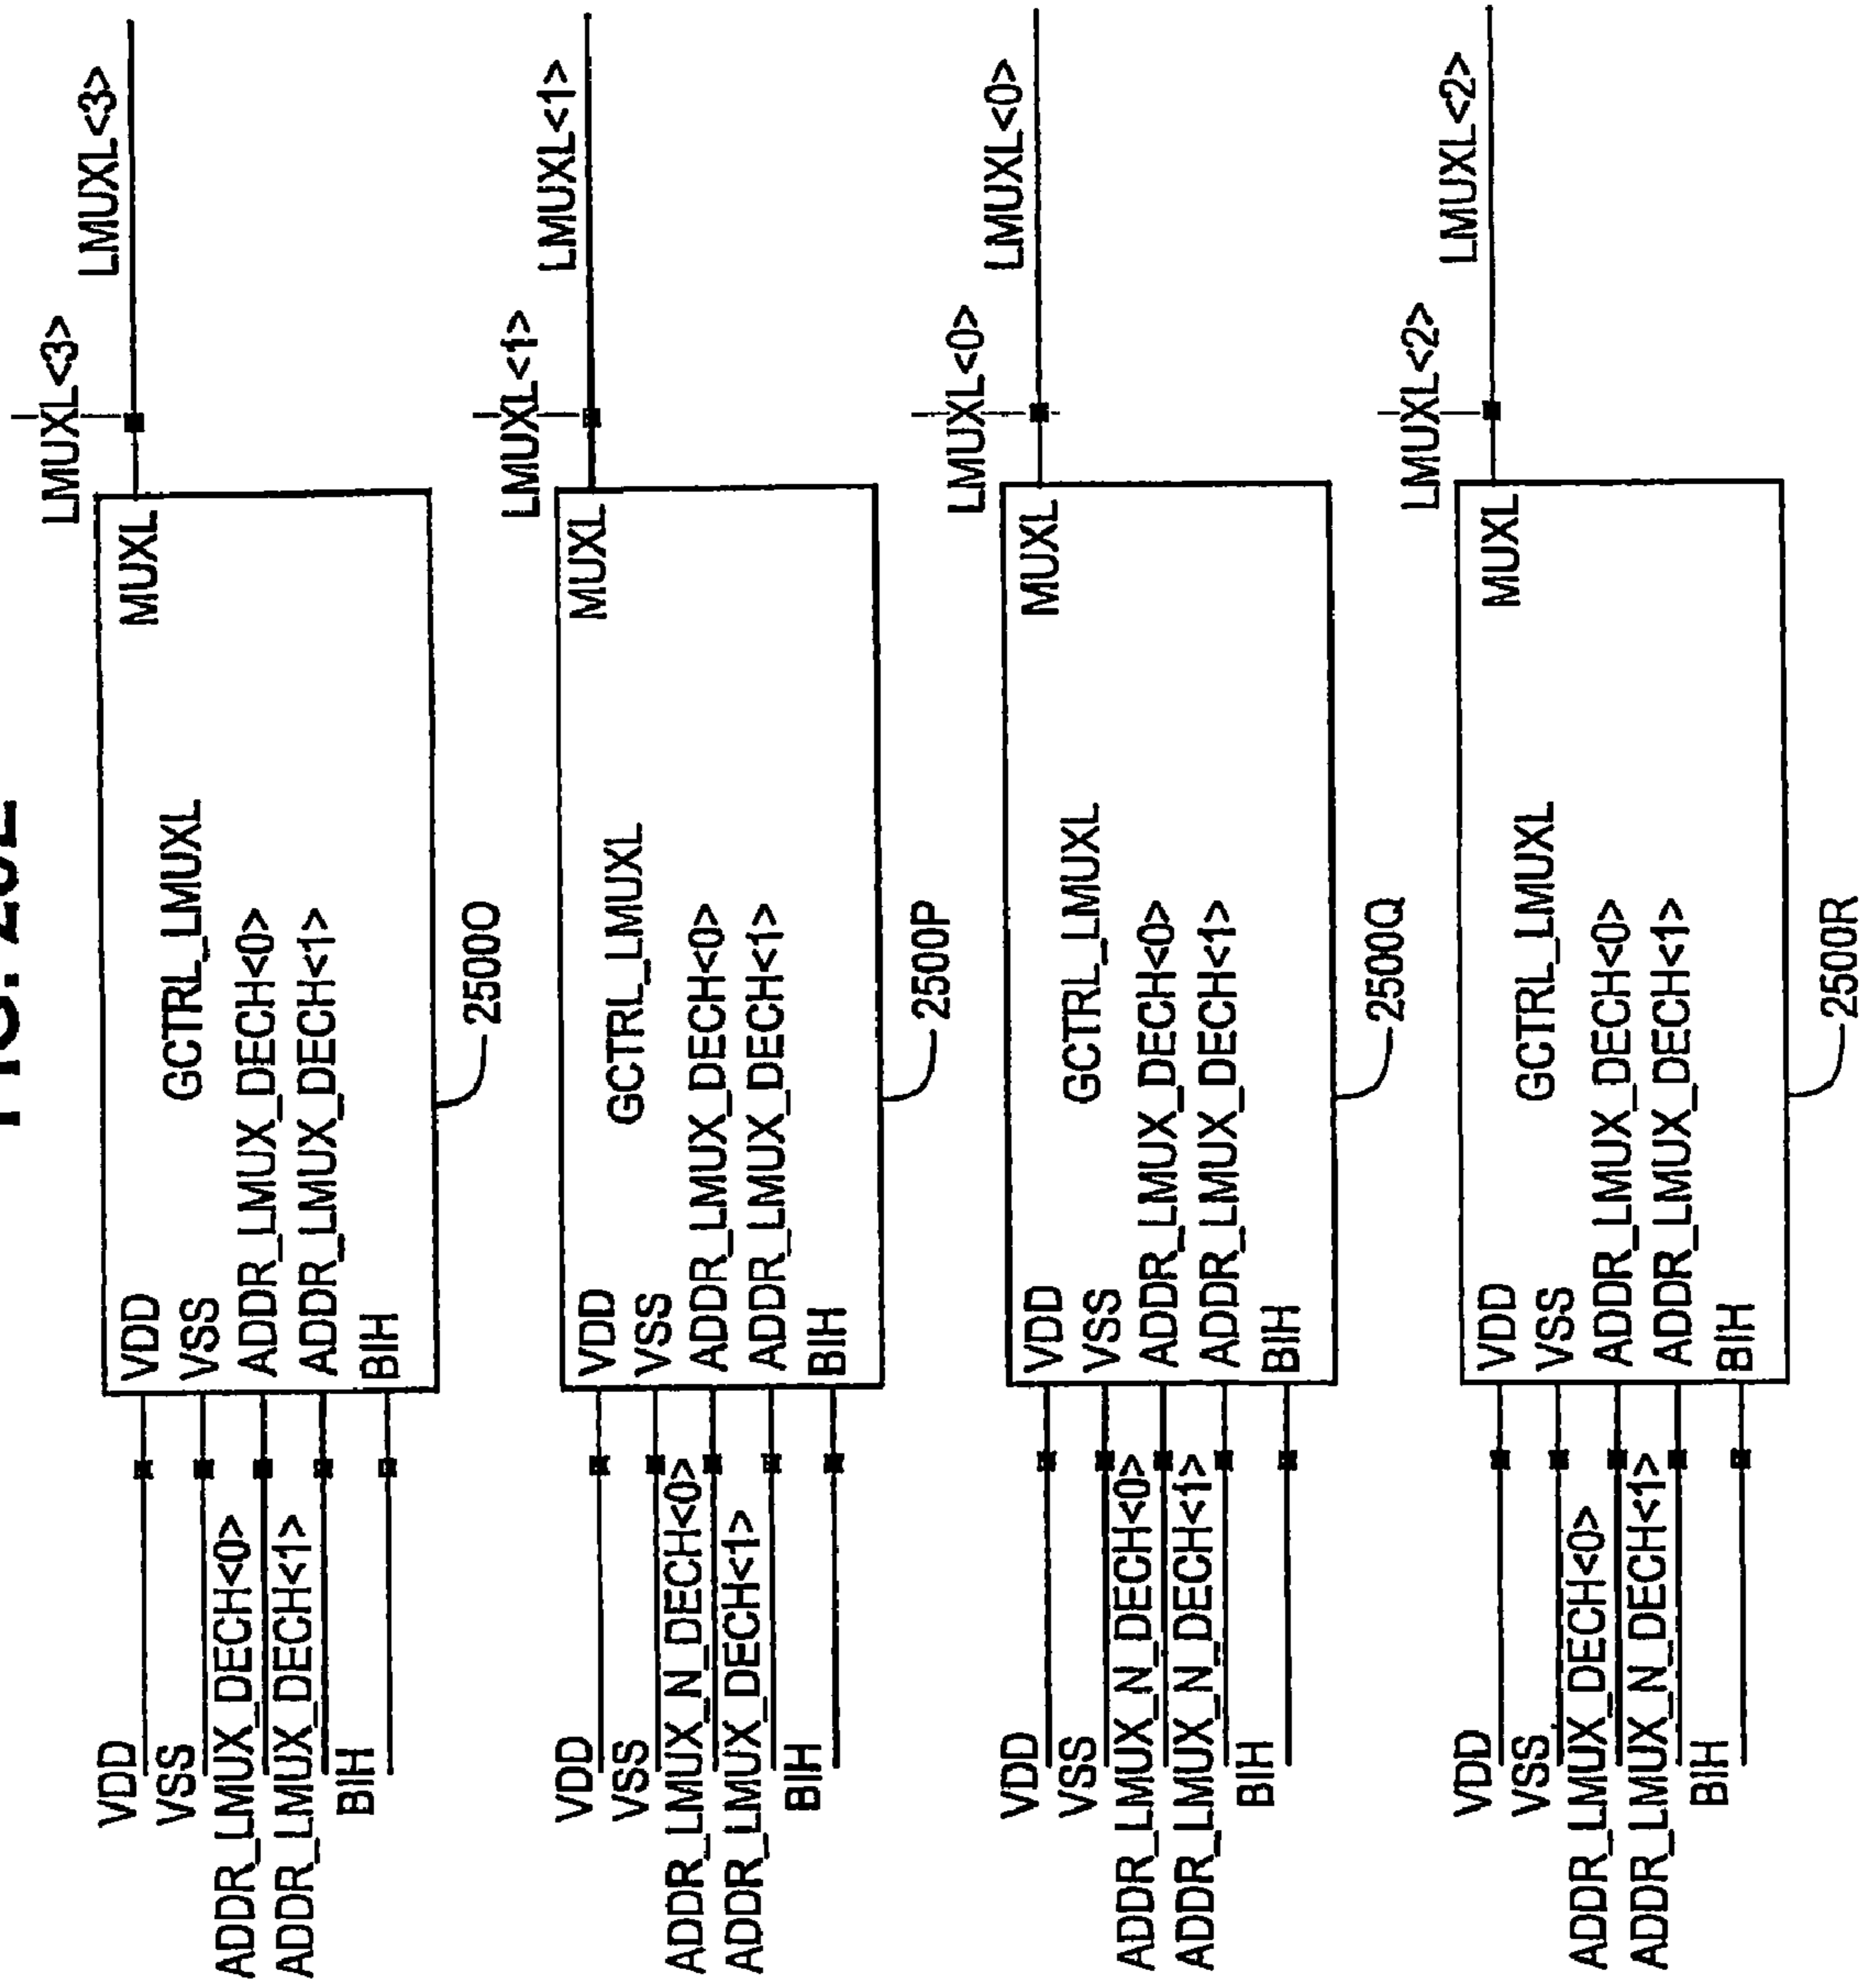 FIG.
LMUXL<3>
LMUXL<3>
VDD
VSS
ADDR_LMUX_DECH<0>
ADDR_LMUX_DECH<1>
BIH
VDD
VSS
ADDR_LMUX_DECH<0>
ADDR_LMUX_DECH<1>
BIH
GCTRL_LMUXL
MUXL
2500O
LMUXL<1>
LMUXL<1>
VDD
VSS
ADDR_LMUX_N_DECH<0>
ADDR_LMUX_DECH<1>
BIH
VDD
VSS
ADDR_LMUX_DECH<0>
ADDR_LMUX_DECH<1>
BIH
GCTRL_LMUXL
MUXL
2500P
LMUXL<0>
LMUXL<0>
VDD
VSS
ADDR_LMUX_N_DECH<0>
ADDR_LMUX_N_DECH<1>
BIH
VDD
VSS
ADDR_LMUX_DECH<0>
ADDR_LMUX_DECH<1>
BIH
GCTRL_LMUXL
MUXL
2500Q
LMUXL<2>
LMUXL<2>
VDD
VSS
ADDR_LMUX_DECH<0>
ADDR_LMUX_N_DECH<1>
BIH
VDD
VSS
ADDR_LMUX_DECH<0>
ADDR_LMUX_DECH<1>
BIH
GCTRL_LMUXL
MUXL
2500R